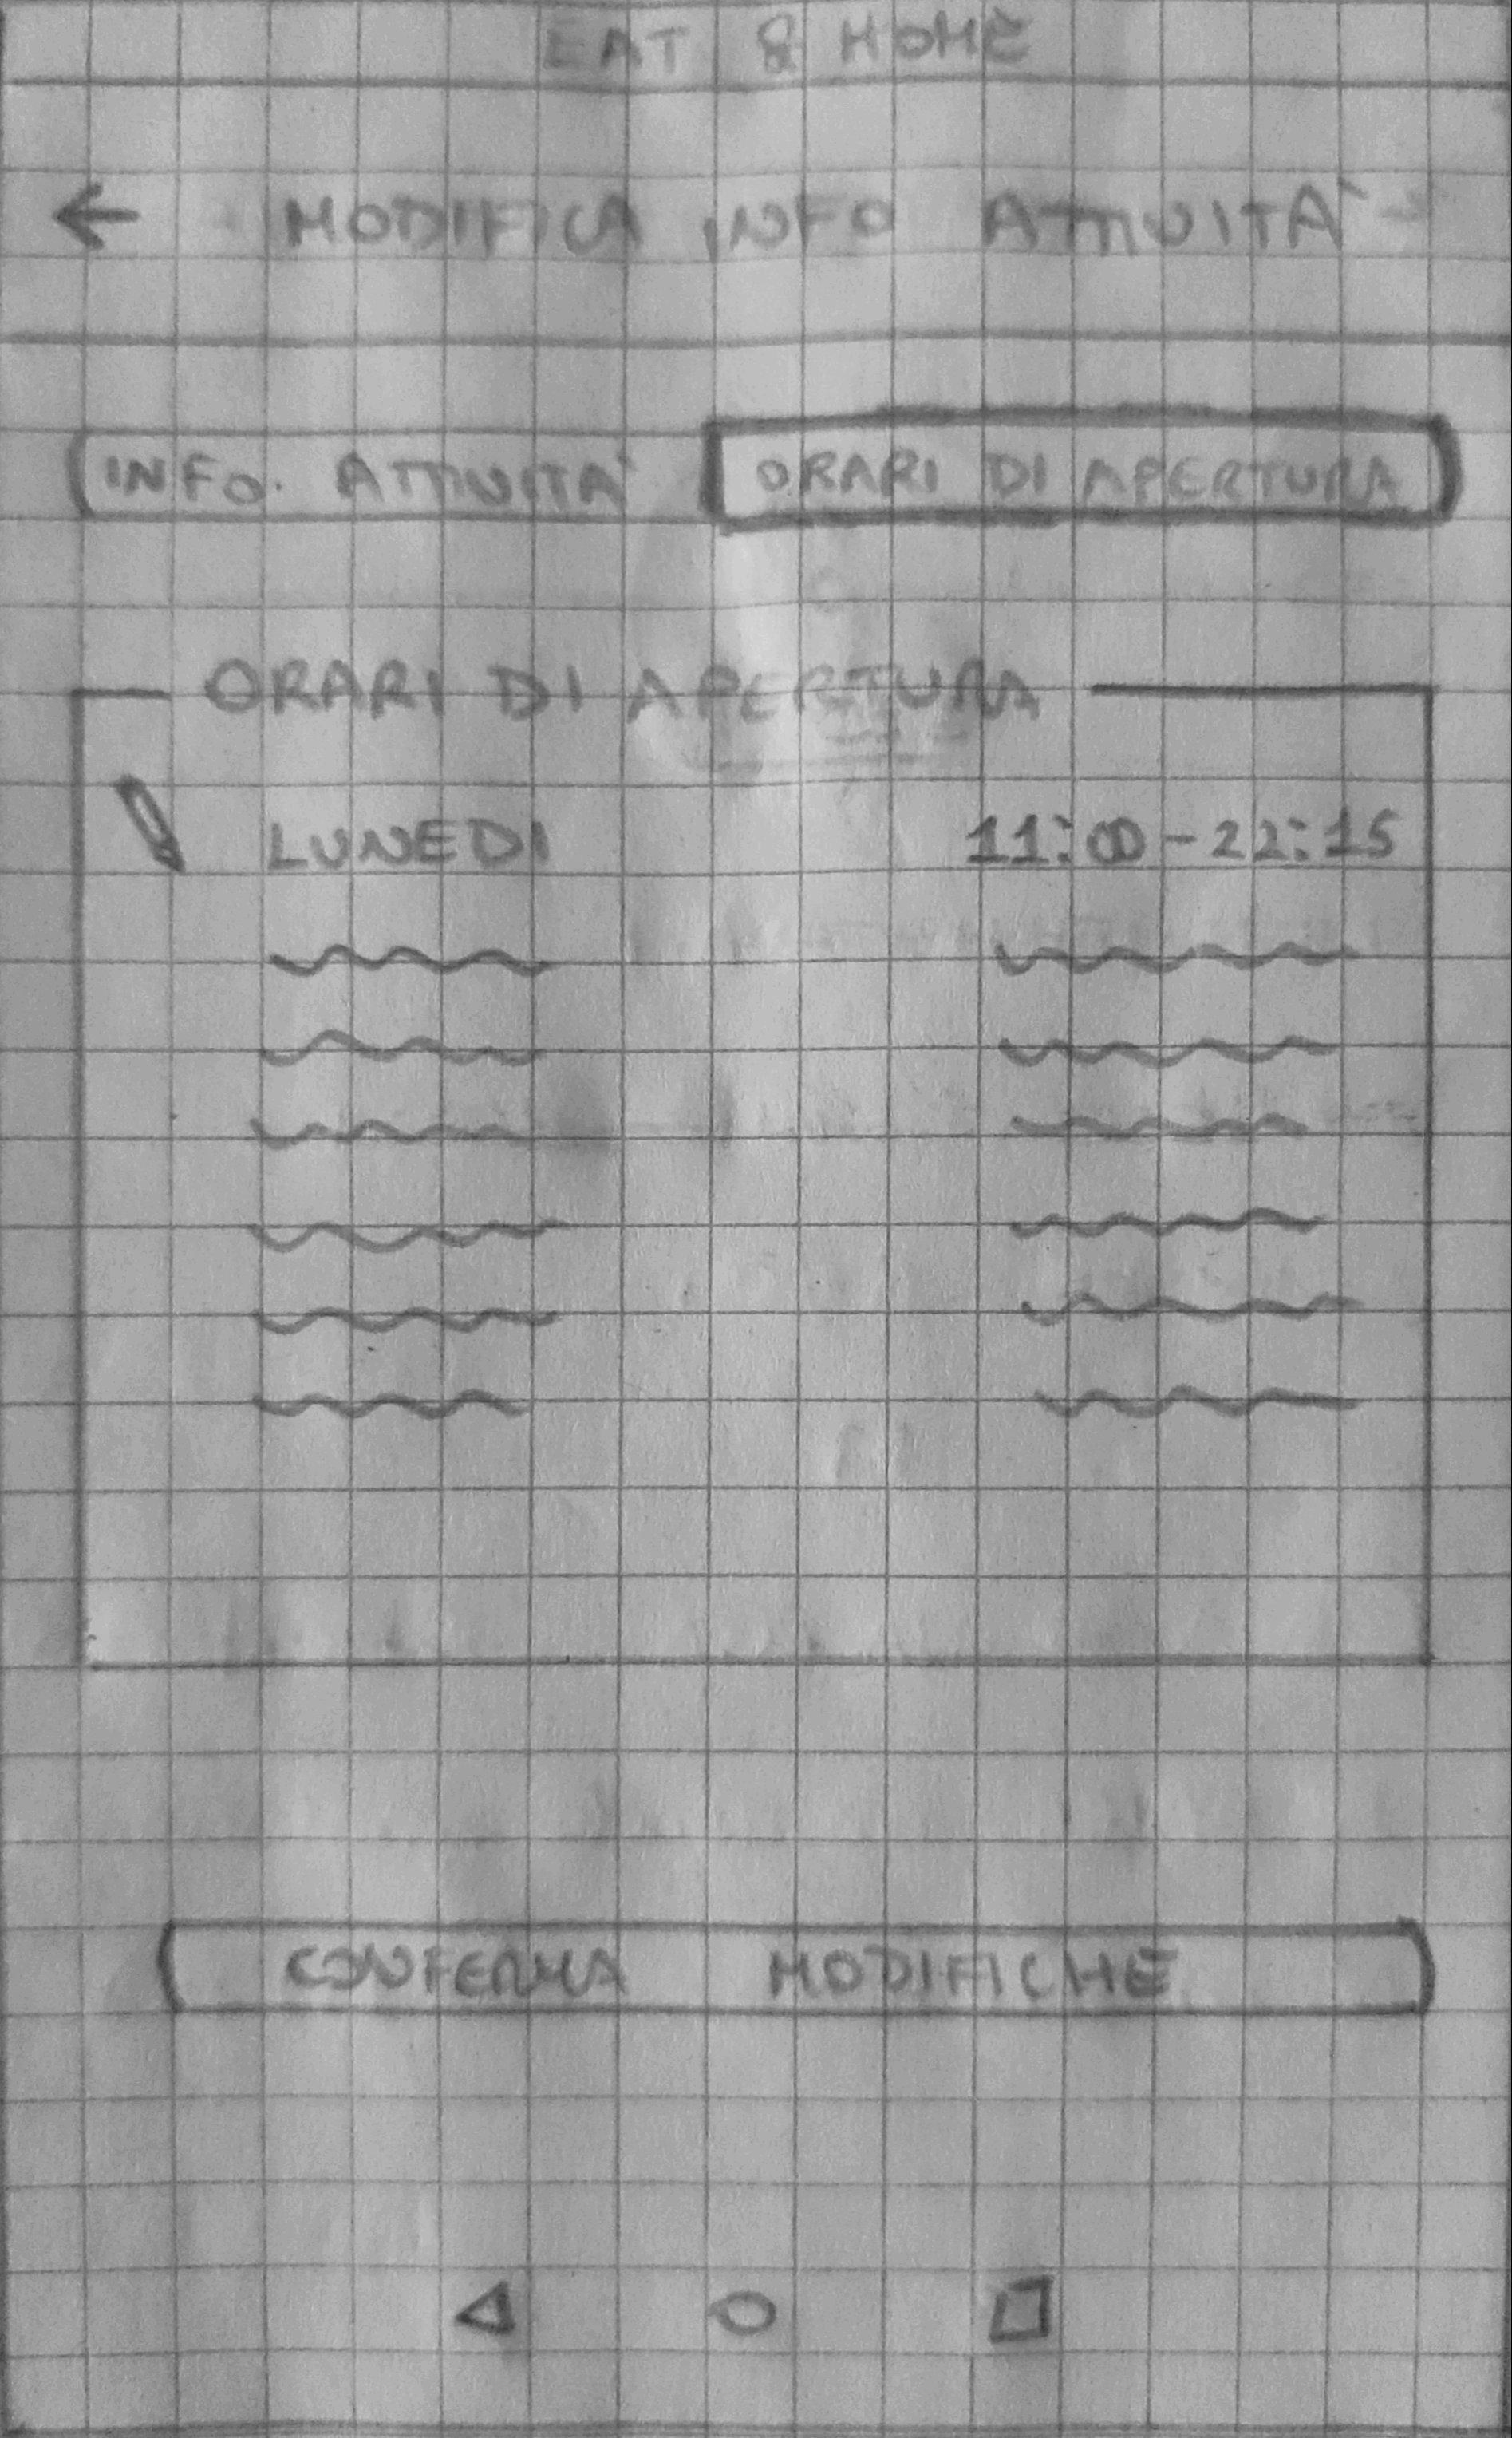 EAT & HOME
MODIFICA INFO ATTIVITÀ
INFO. ATTIVITÀ
ORARI DI APERTURA
ORARI DI APERTURA
LUNEDI 11:00-22:15
CONFERMA MODIFICHE